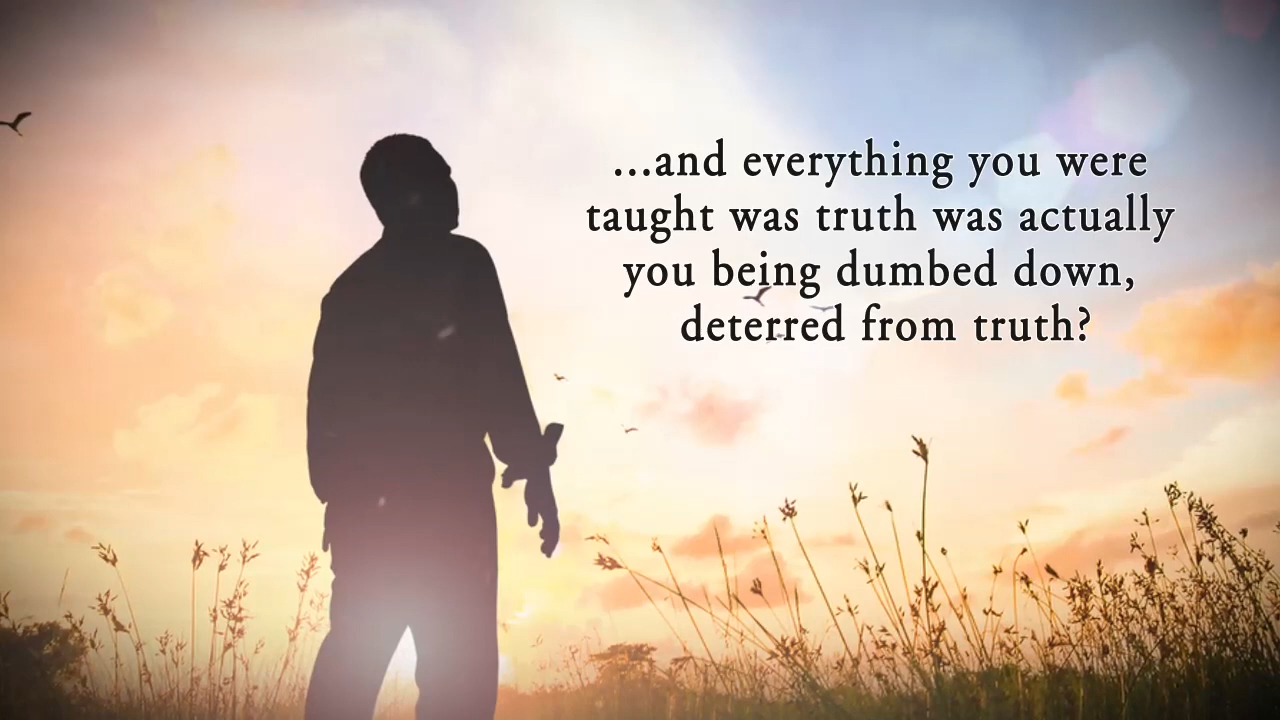 ...and everything you were
taught was truth was actually
you being dumbed down,
deterred from truth?